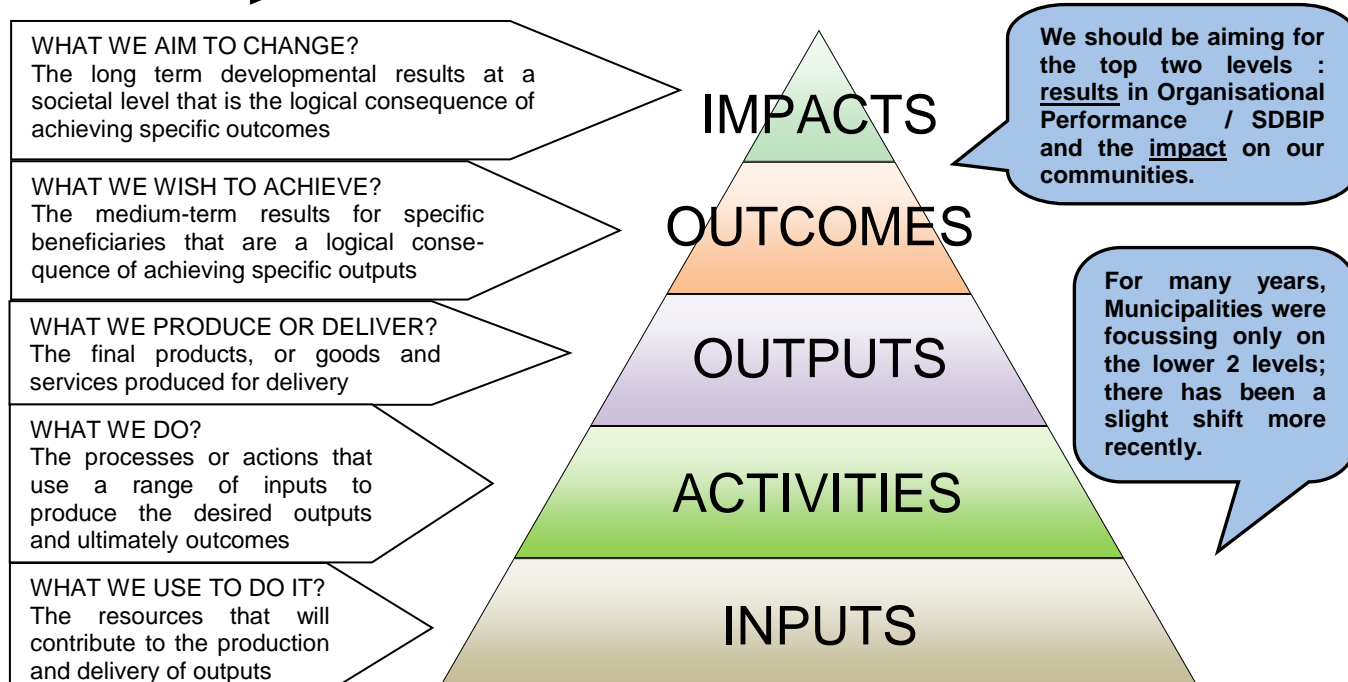 WHAT WE AIM TO CHANGE?
The long term developmental results at a
societal level that is the logical consequence of
achieving specific outcomes
IMPACTS
We should be aiming for
the top two levels :
results in Organisational
Performance / SDBIP
and the impact on our
communities.
WHAT WE WISH TO ACHIEVE?
The medium-term results for specific
beneficiaries that are a logical conse-
quence of achieving specific outputs
OUTCOMES
For many years,
Municipalities were
focussing only on
the lower 2 levels;
there has been a
slight shift more
recently.
WHAT WE PRODUCE OR DELIVER?
The final products, or goods and
services produced for delivery
OUTPUTS
WHAT WE DO?
The processes or actions that
use a range of inputs to
produce the desired outputs
and ultimately outcomes
ACTIVITIES
WHAT WE USE TO DO IT?
The resources that will
contribute to the production
and delivery of outputs
INPUTS